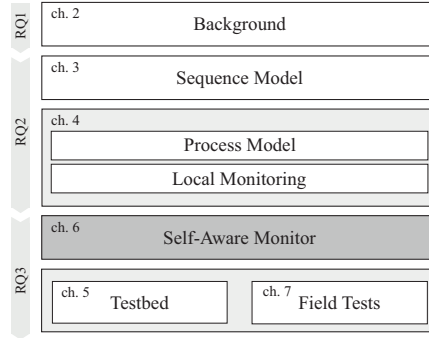 RQ1
ch. 2
Background
RQ2
ch. 3
Sequence Model
ch. 4
Process Model
Local Monitoring
RQ3
ch. 6
Self-Aware Monitor
ch. 5
Testbed
ch. 7
Field Tests